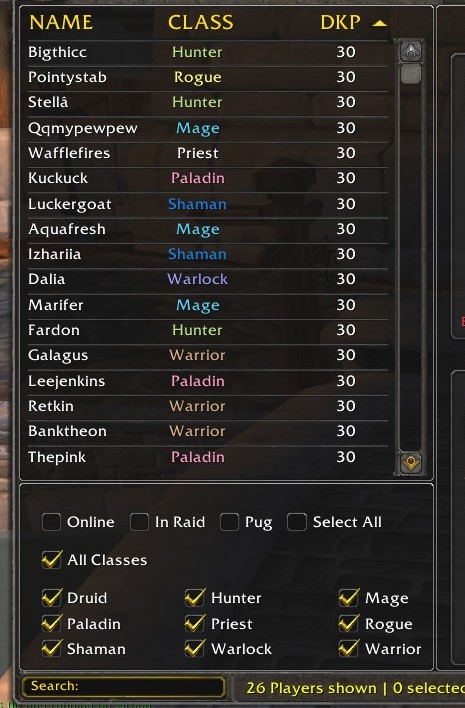 NAME CLASS DKP
Bigthicc Hunter 30
Pointystab Rogue 30
Stellâ Hunter 30
Qqmypewpew Mage 30
Wafflefires Priest 30
Kuckuck Paladin 30
Luckergoat Shaman 30
Aquafresh Mage 30
Izhariia Shaman 30
Dalia Warlock 30
Marifer Mage 30
Fardon Hunter 30
Galagus Warrior 30
Leejenkins Paladin 30
Retkin Warrior 30
Banktheon Warrior 30
Thepink Paladin 30
Online In Raid Pug Select All
All Classes
Druid Hunter Mage
Paladin Priest Rogue
Shaman Warlock Warrior
Search: 26 Players shown | 0 selected